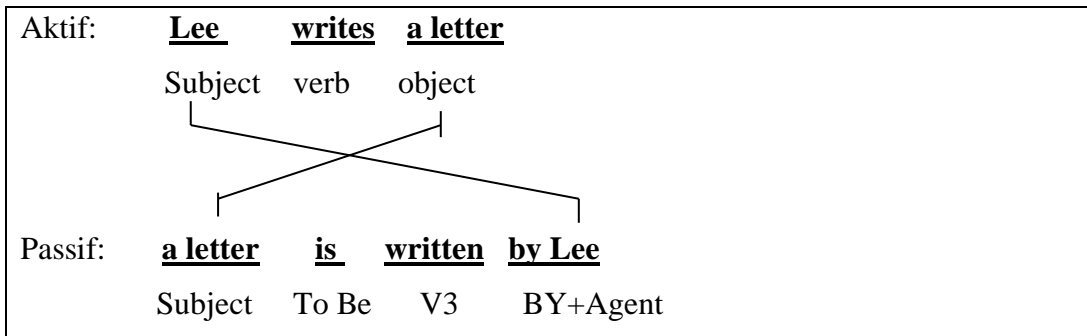 Aktif: Lee writes a letter
Subject verb object
Passif: a letter is written by Lee
Subject To Be V3 BY+Agent